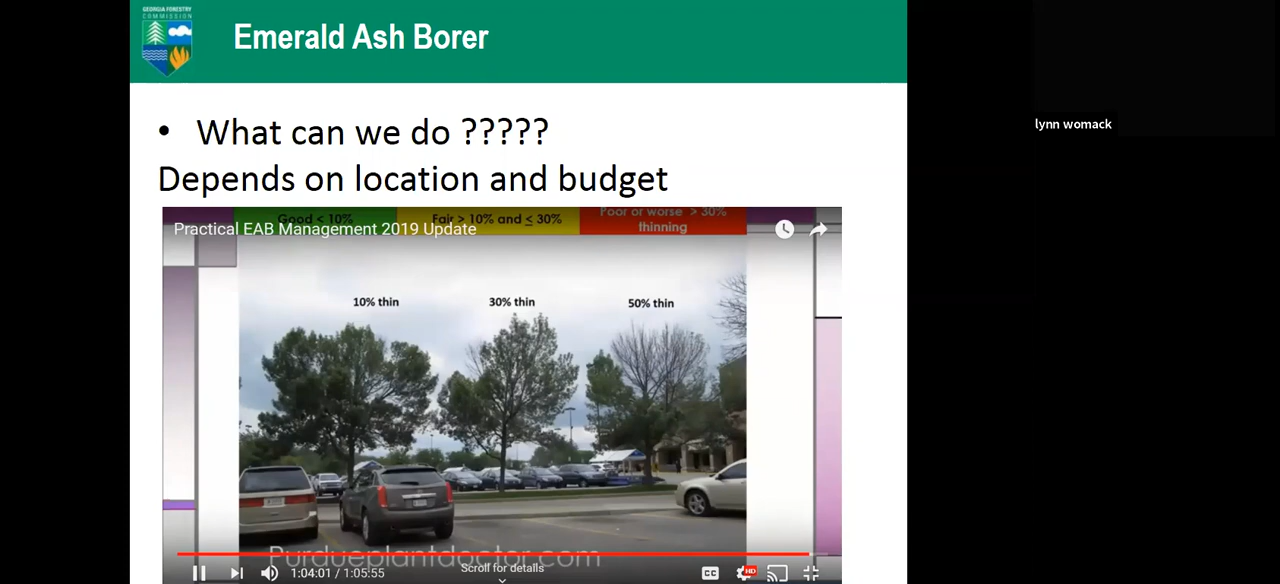 GEORGIA FORESTRY
COMMISSION
Emerald Ash Borer
• What can we do ?????
Depends on location and budget
Good < 10%
Fair > 10% and ≤ 30%
Poor or worse > 30%
thinning
Practical EAB Management 2019 Update
10% thin
30% thin
50% thin
Purdueplantdoctor.com
Scroll for details
1:04:01 / 1:05:55
CC
HD
lynn womack